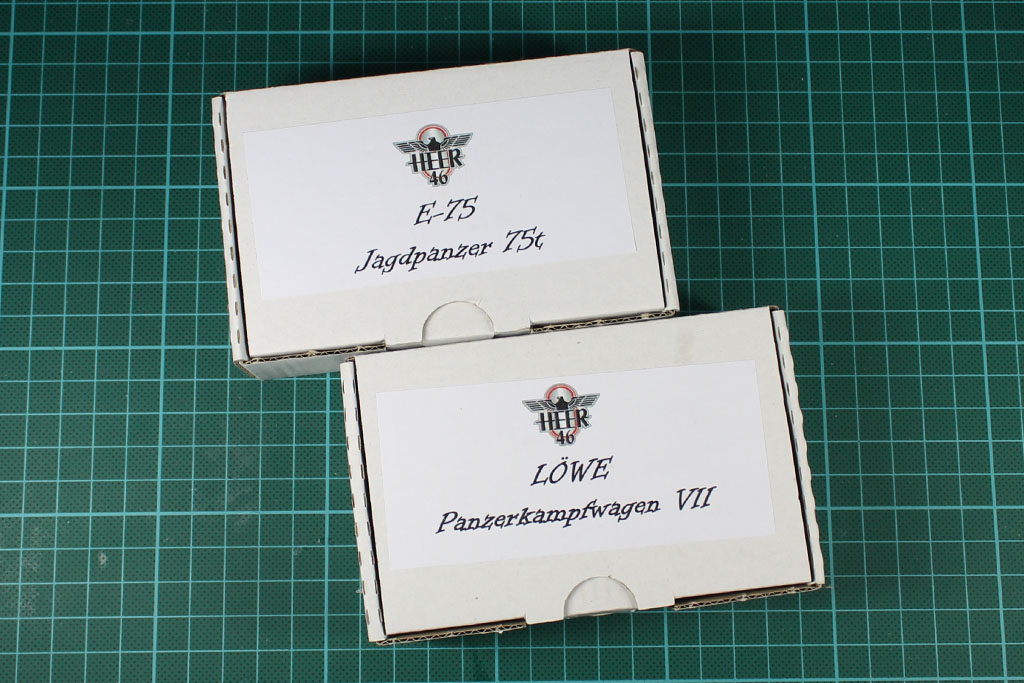 HEER
46
E-75
Jagdpanzer 75t
HEER
46
LÖWE
Panzerkampfwagen VII